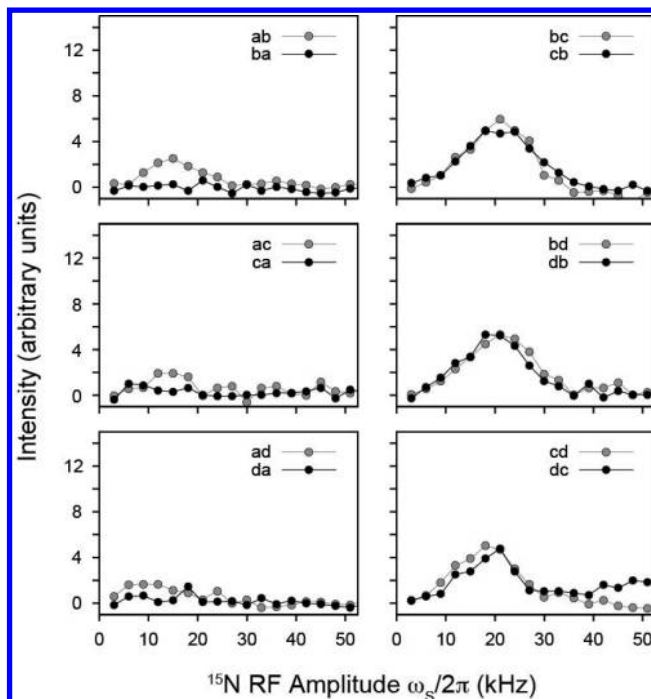 12
8
4
0
ab
ba
bc
cb
12
8
4
0
ac
ca
bd
db
12
8
4
0
ad
da
cd
dc
0 10 20 30 40 50 0 10 20 30 40 50
Intensity (arbitrary units)
15N RF Amplitude ωs/2π (kHz)